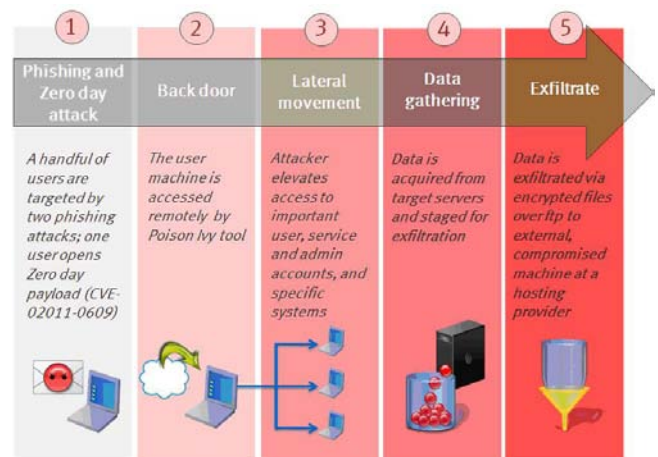 1
Phishing and
Zero day
attack
A handful of
users are
targeted by
two phishing
attacks; one
user opens
Zero day
payload (CVE-
02011-0609)
2
Back door
The user
machine is
accessed
remotely by
Poison Ivy tool
3
Lateral
movement
Attacker
elevates
access to
important
user, service
and admin
accounts, and
specific
systems
4
Data
gathering
Data is
acquired from
target servers
and staged for
exfiltration
5
Exfiltrate
Data is
exfiltrated via
encrypted files
over ftp to
external,
compromised
machine at a
hosting
provider